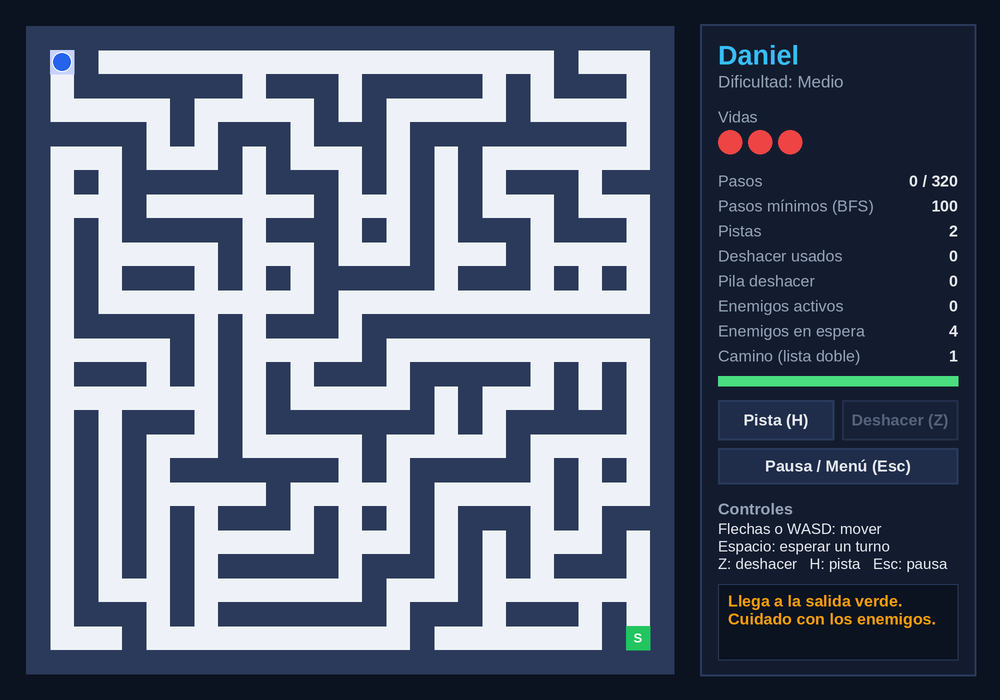 Daniel
Dificultad: Medio
Vidas
Pasos 0 / 320
Pasos mínimos (BFS) 100
Pistas 2
Deshacer usados 0
Pila deshacer 0
Enemigos activos 0
Enemigos en espera 4
Camino (lista doble) 1
Pista (H) Deshacer (Z)
Pausa / Menú (Esc)
Controles
Flechas o WASD: mover
Espacio: esperar un turno
Z: deshacer H: pista Esc: pausa
Llega a la salida verde.
Cuidado con los enemigos.
S